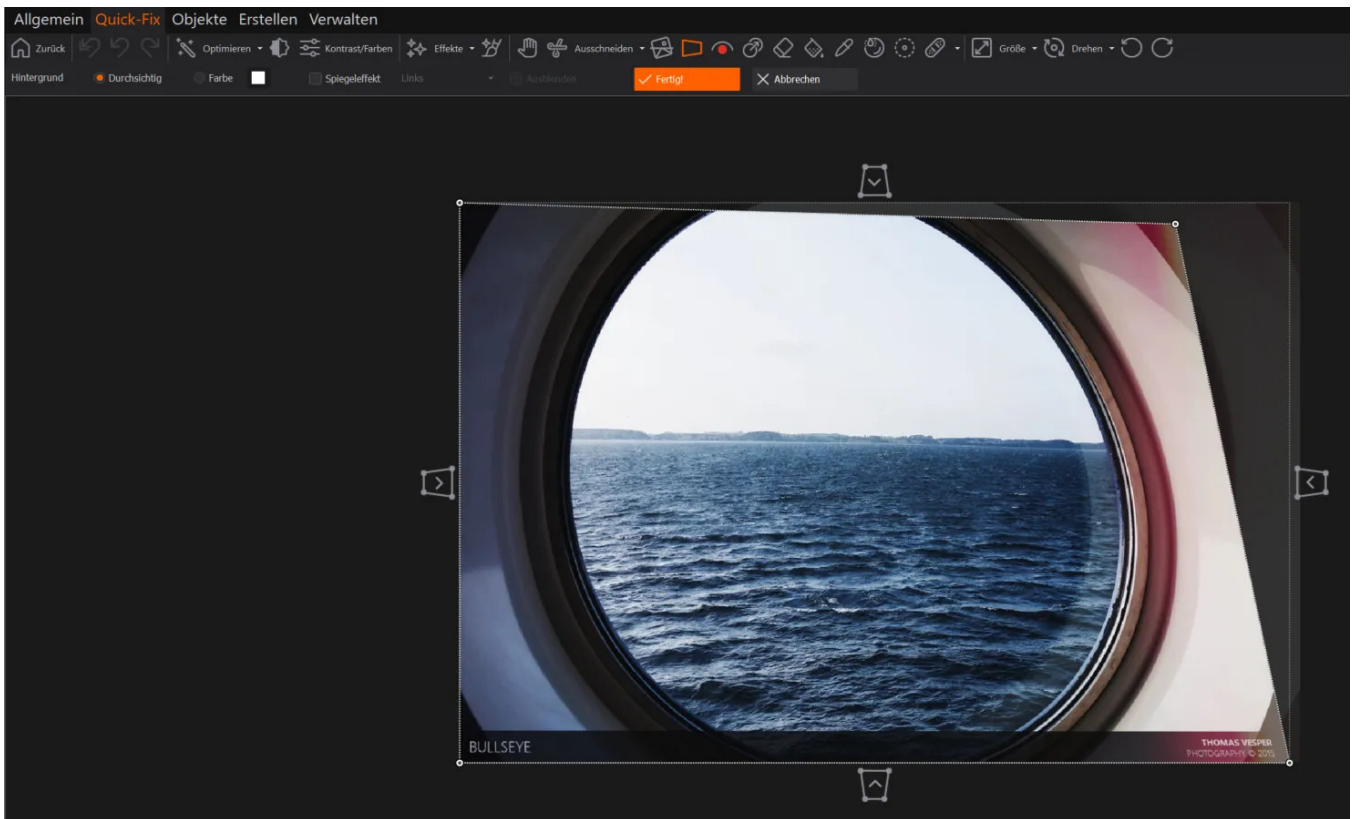 Allgemein Quick-Fix Objekte Erstellen Verwalten
Zurück Optimieren Kontrast/Farben Effekte Ausschneiden Größe Drehen
Hintergrund Durchsichtig Farbe Spiegeleffekt Links Ausblenden Fertig! Abbrechen
BULLSEYE
THOMAS VESPER
PHOTOGRAPHY © 2015